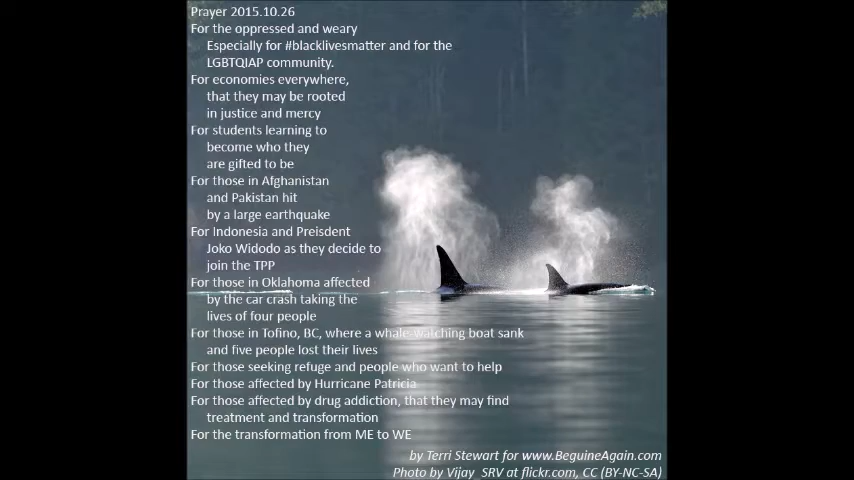 Prayer 2015.10.26
For the oppressed and weary
Especially for #blacklivesmatter and for the
LGBTQIAP community.
For economies everywhere,
that they may be rooted
in justice and mercy
For students learning to
become who they
are gifted to be
For those in Afghanistan
and Pakistan hit
by a large earthquake
For Indonesia and Preisdent
Joko Widodo as they decide to
join the TPP
For those in Oklahoma affected
by the car crash taking the
lives of four people
For those in Tofino, BC, where a whale-watching boat sank
and five people lost their lives
For those seeking refuge and people who want to help
For those affected by Hurricane Patricia
For those affected by drug addiction, that they may find
treatment and transformation
For the transformation from ME to WE
by Terri Stewart for www.BeguineAgain.com
Photo by Vijay_SRV at flickr.com, CC (BY-NC-SA)